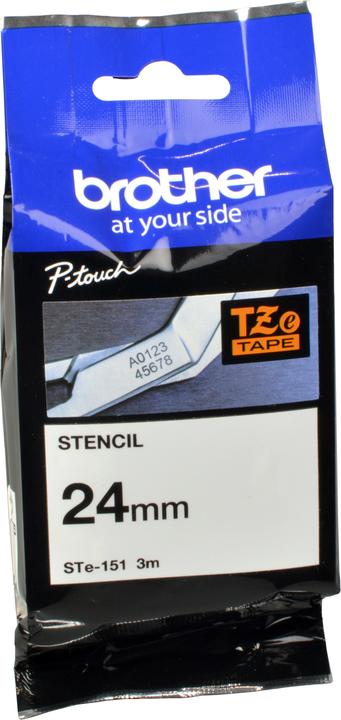 brother
at your side
P-touch
TZe
TAPE
A0123
45678
STENCIL
24mm
STe-151 3m